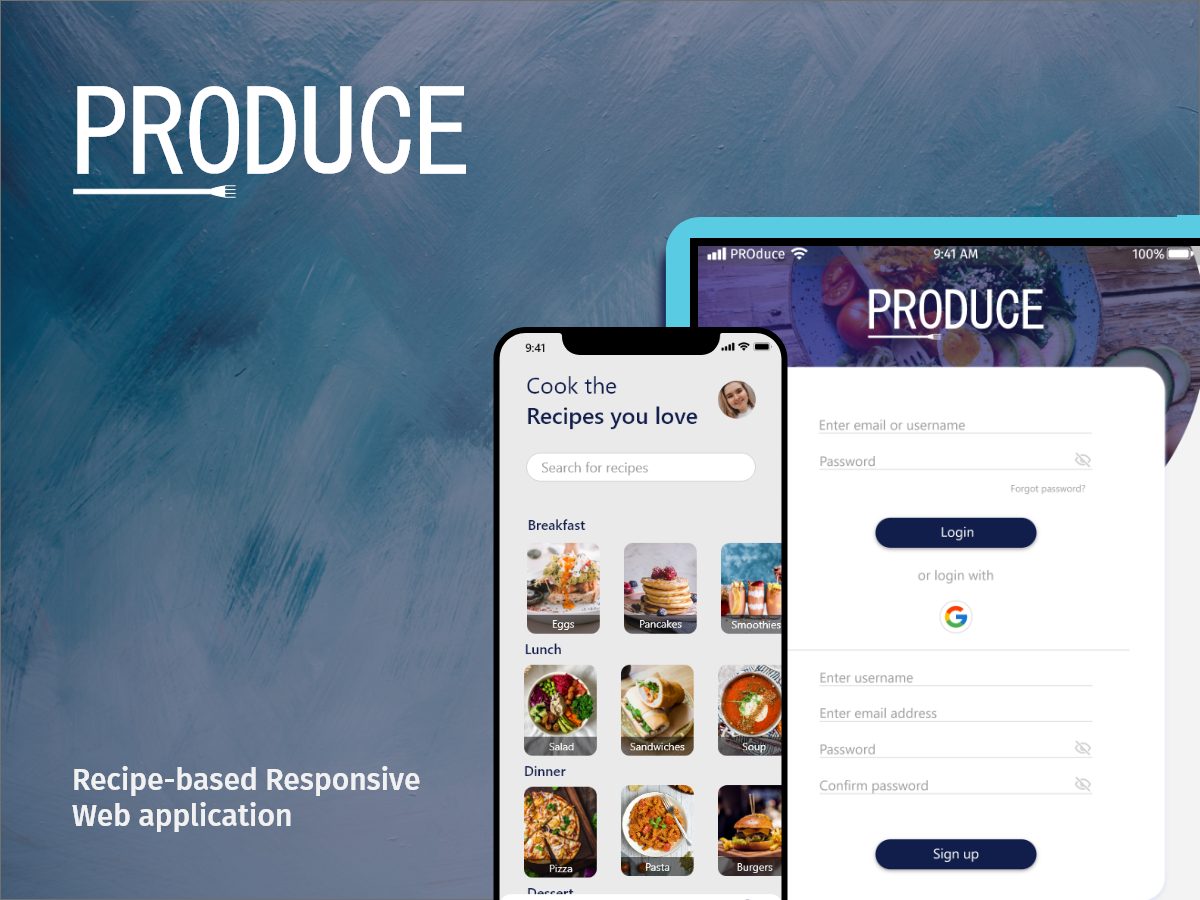 PRODUCE
Recipe-based Responsive
Web application
9:41
Cook the
Recipes you love
Search for recipes
Breakfast
Eggs
Pancakes
Smoothies
Lunch
Salad
Sandwiches
Soup
Dinner
Pizza
Pasta
Burgers
Dessert
PROduce
9:41 AM
100%
PRODUCE
Enter email or username
Password
Forgot password?
Login
or login with
G
Enter username
Enter email address
Password
Confirm password
Sign up